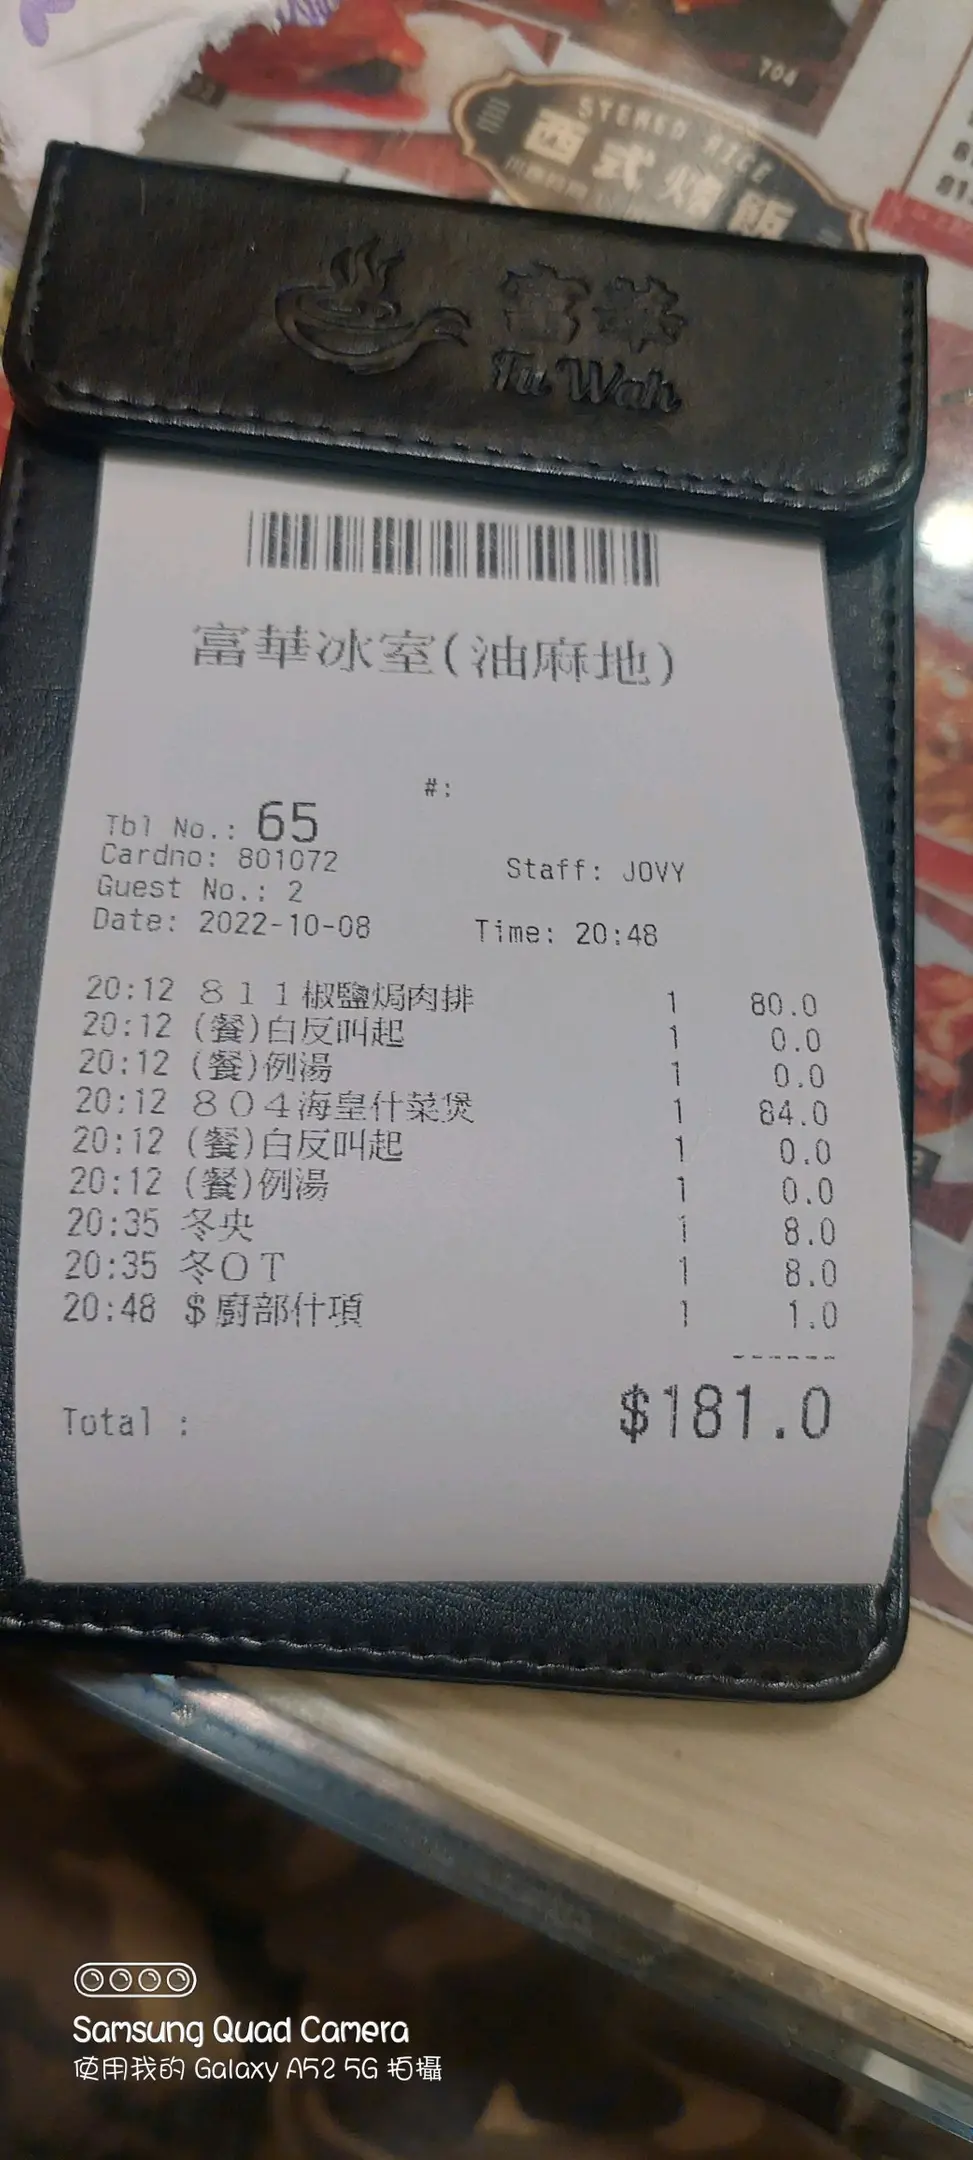 704
STEAKED RICE
西式燴飯
富華
Fu Wah
富華冰室(油麻地)
#:
Tbl No.: 65
Cardno: 801072
Staff: JOVY
Guest No.: 2
Date: 2022-10-08
Time: 20:48
20:12 811椒鹽焗肉排 1 80.0
20:12 (餐)白反叫起 1 0.0
20:12 (餐)例湯 1 0.0
20:12 804海皇什菜煲 1 84.0
20:12 (餐)白反叫起 1 0.0
20:12 (餐)例湯 1 0.0
20:35 冬央 1 8.0
20:35 冬OT 1 8.0
20:48 $廚部什項 1 1.0
Total : $181.0
Samsung Quad Camera
使用我的 Galaxy A52 5G 拍攝